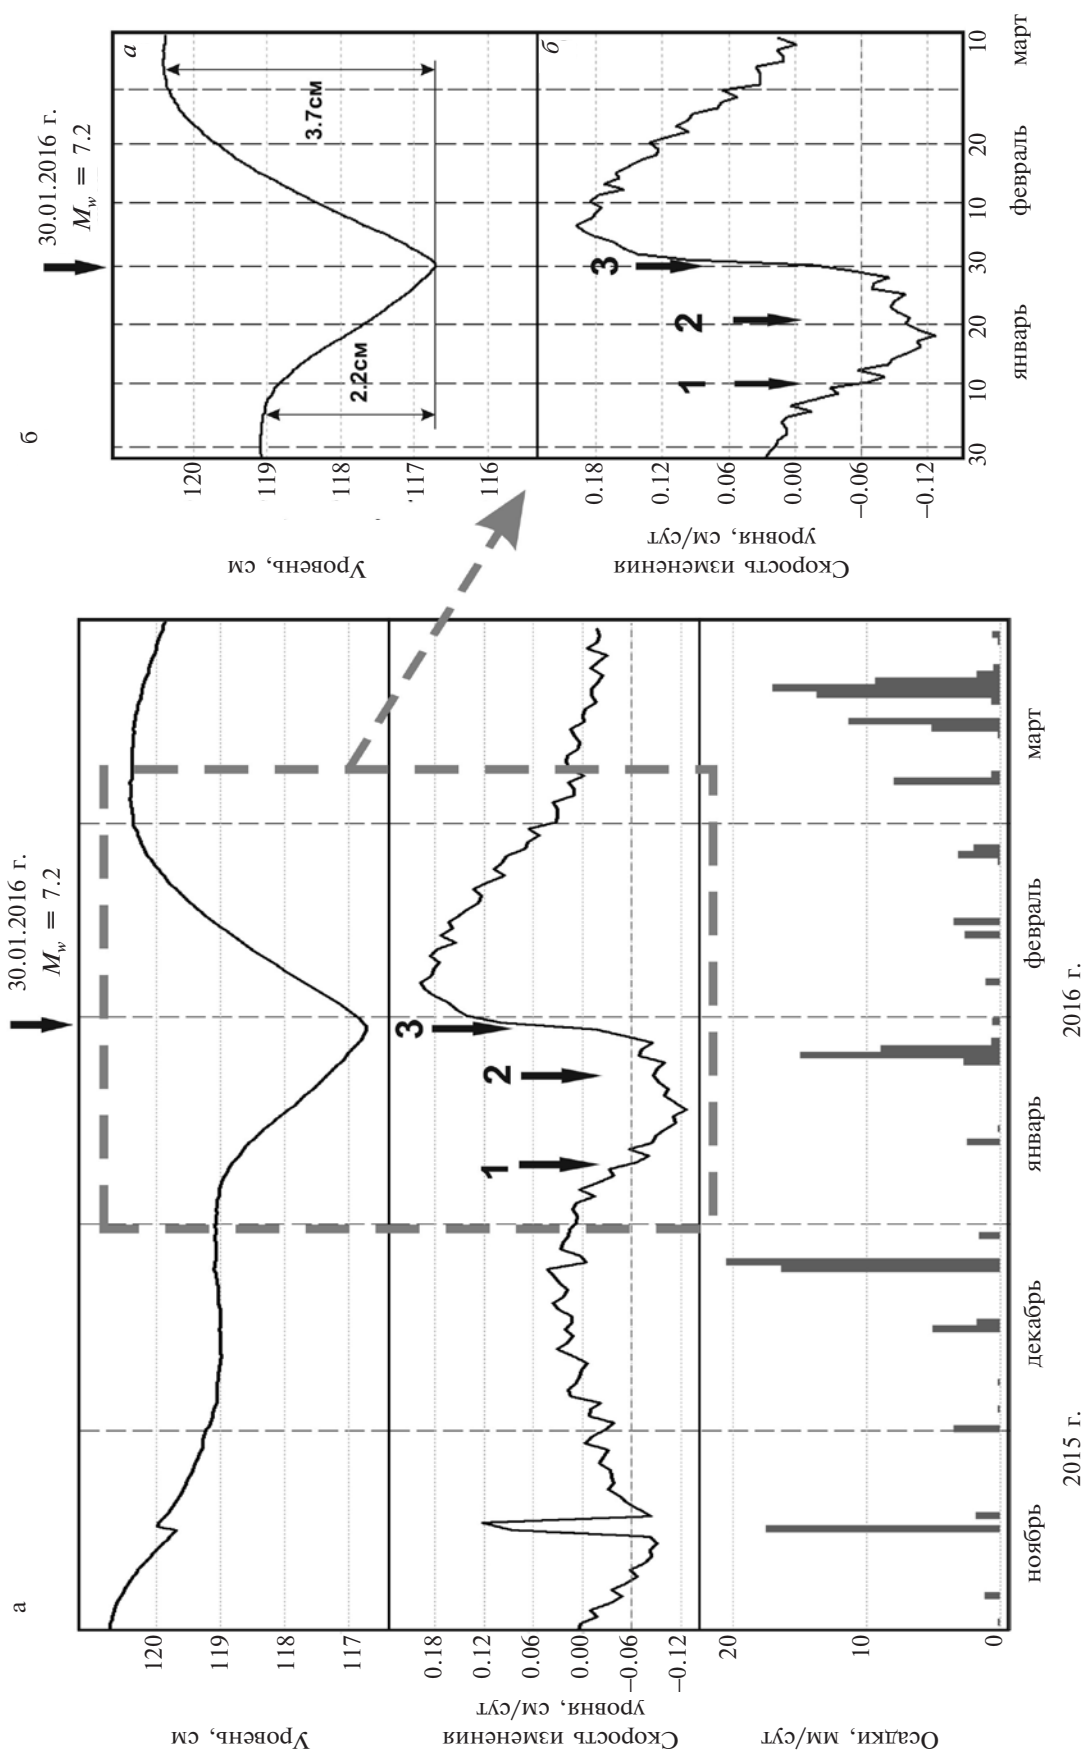 а
30.01.2016 г.
M_w = 7.2
Уровень, см
120
119
118
117
Скорость изменения
уровня, см/сут
0.18
0.12
0.06
0.00
−0.06
−0.12
1
2
3
Осадки, мм/сут
20
10
0
ноябрь
декабрь
январь
февраль
март
2015 г.
2016 г.
б
30.01.2016 г.
M_w = 7.2
а
Уровень, см
120
119
118
117
116
2.2см
3.7см
б
Скорость изменения
уровня, см/сут
0.18
0.12
0.06
0.00
−0.06
−0.12
1
2
3
30
10
20
30
10
20
10
январь
февраль
март